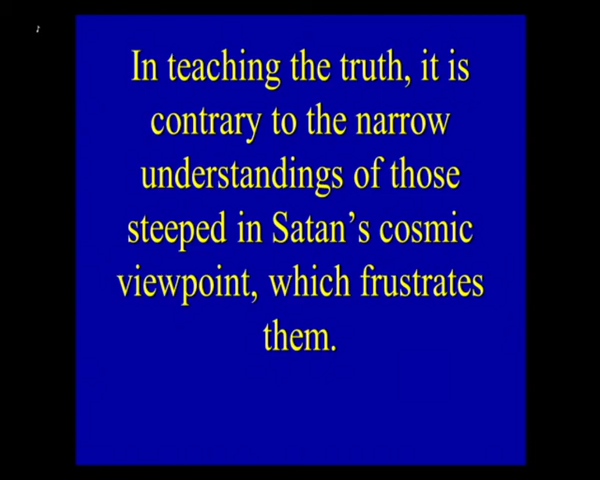 In teaching the truth, it is
contrary to the narrow
understandings of those
steeped in Satan's cosmic
viewpoint, which frustrates
them.